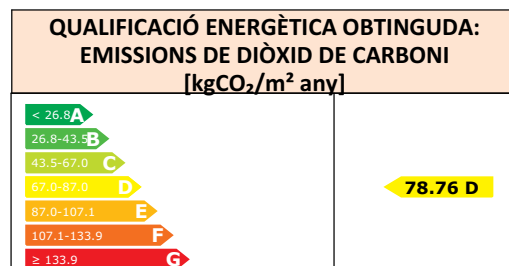 QUALIFICACIÓ ENERGÈTICA OBTINGUDA:
EMISSIONS DE DIÒXID DE CARBONI
[kgCO₂/m² any]
< 26.8 A
26.8-43.5 B
43.5-67.0 C
67.0-87.0 D
78.76 D
87.0-107.1 E
107.1-133.9 F
≥ 133.9 G